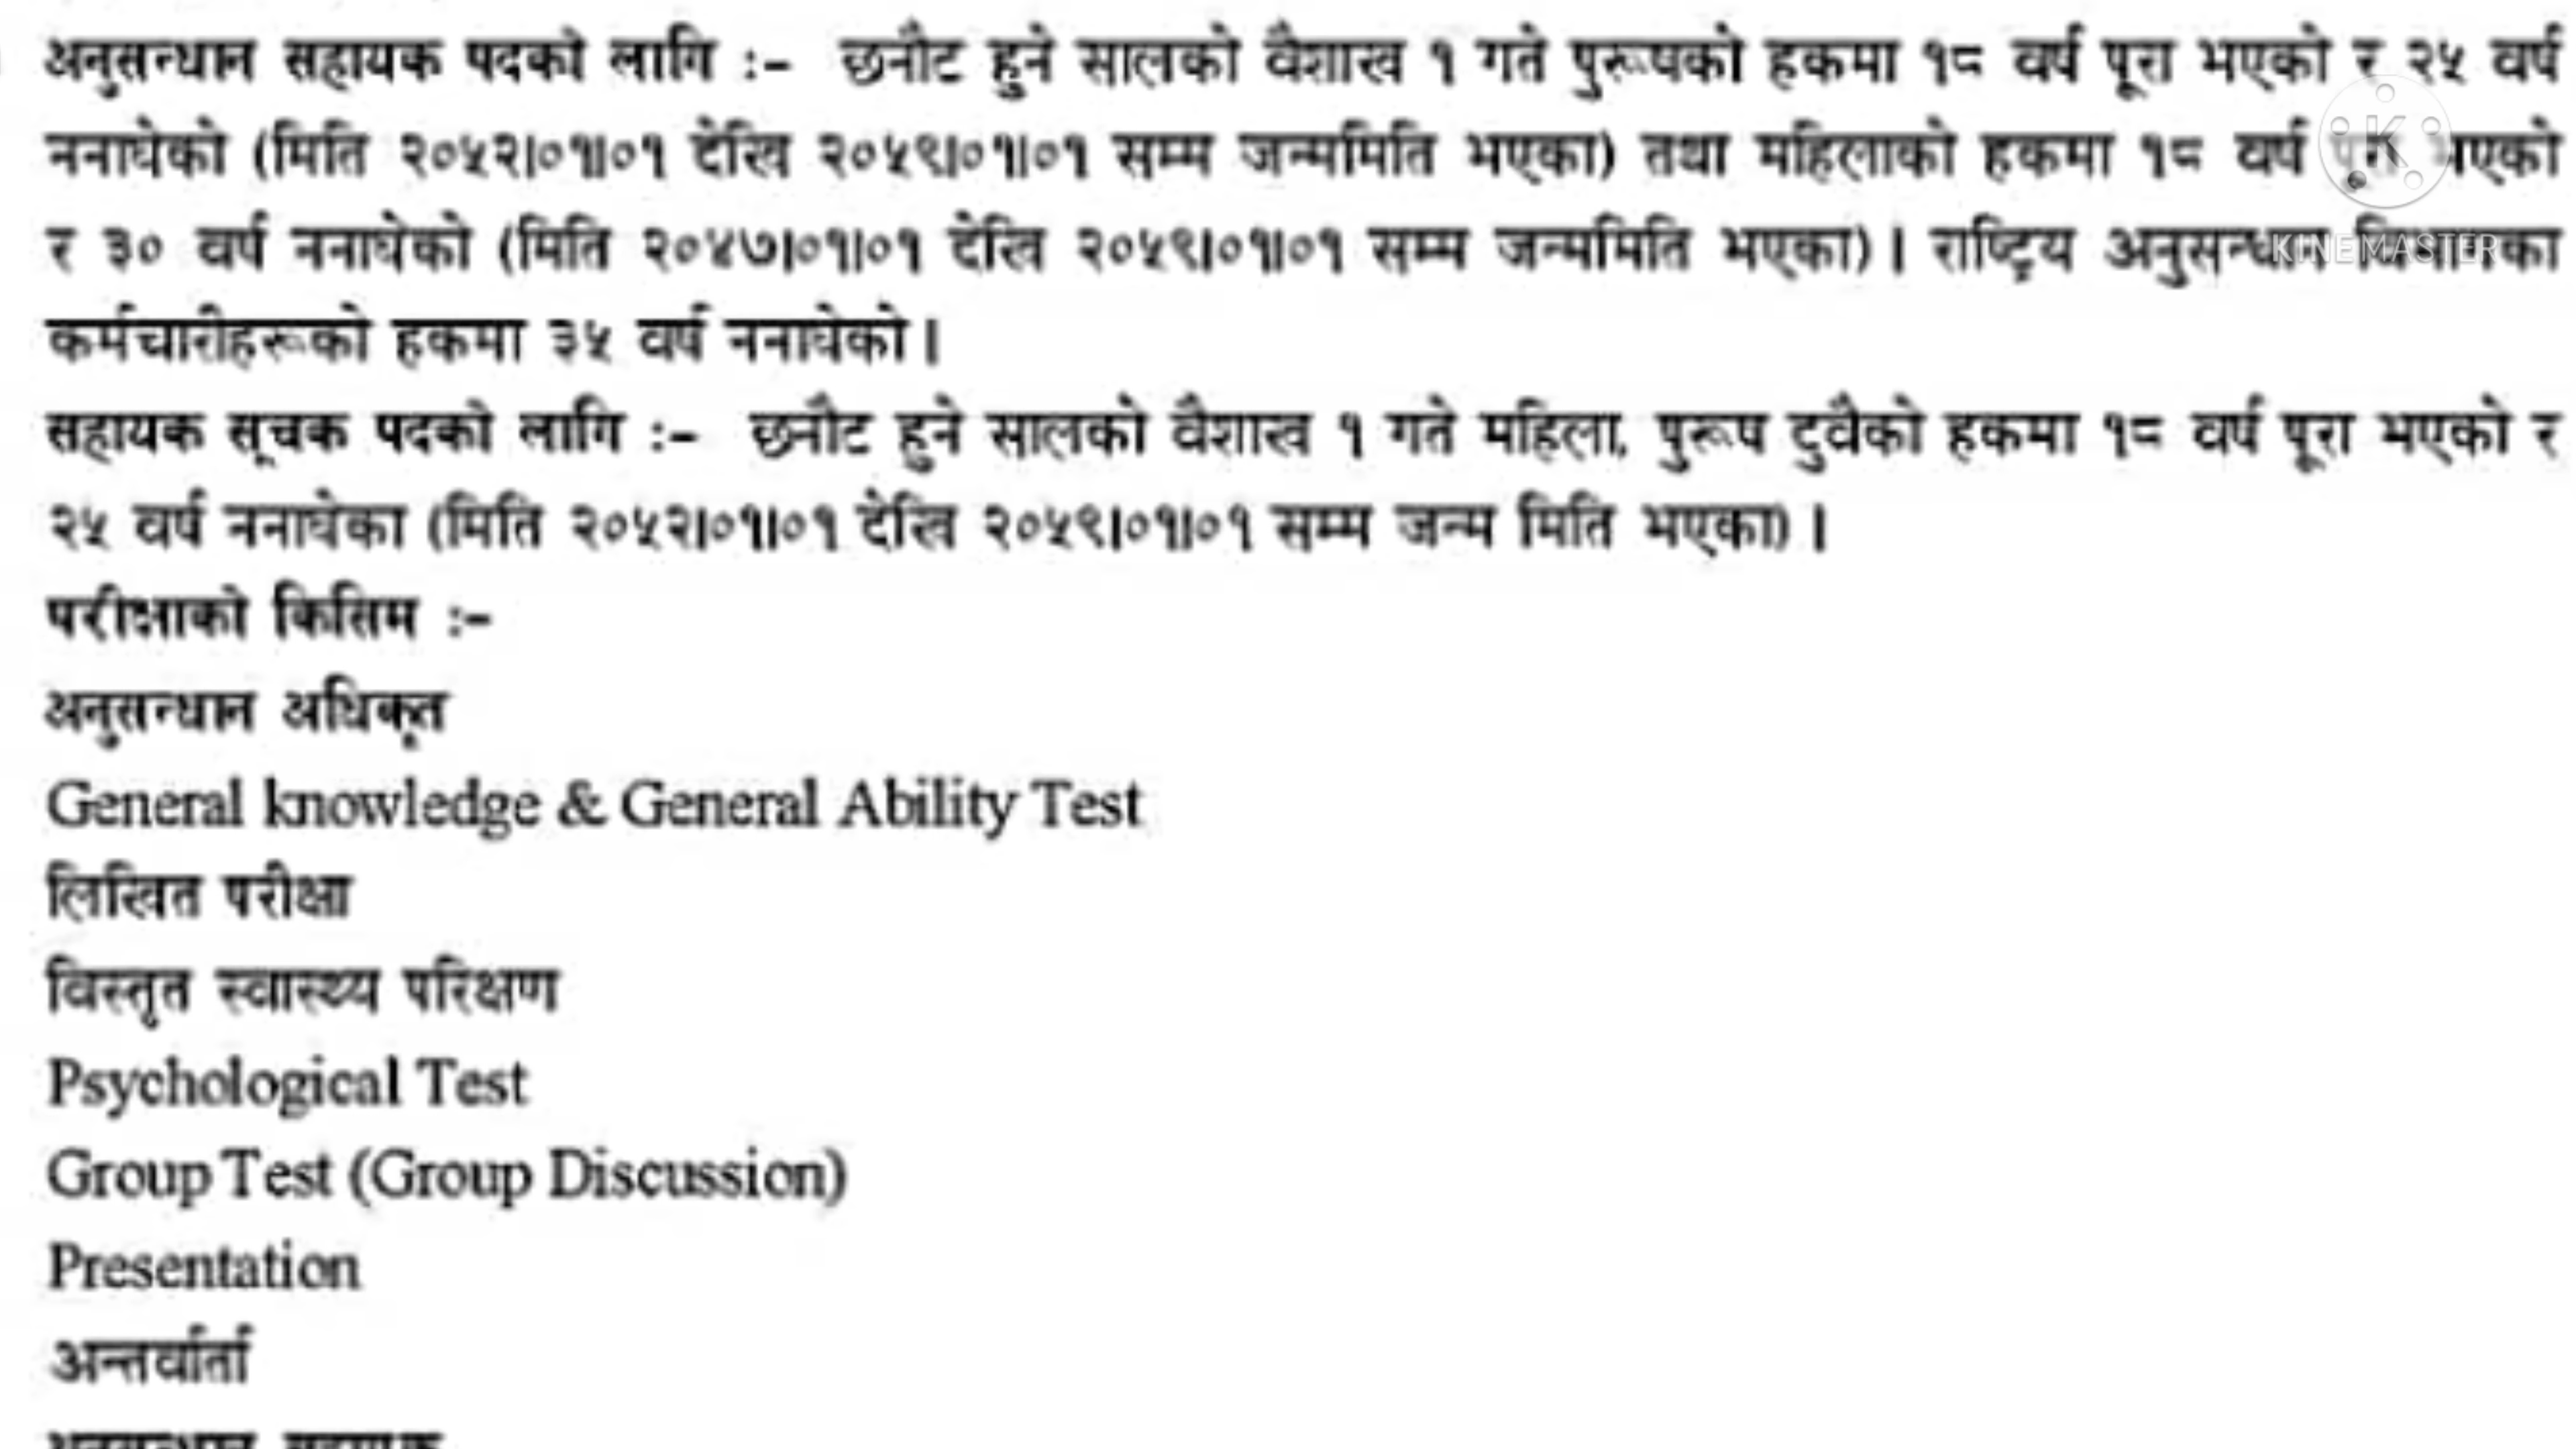 अनुसन्धान सहायक पदको लागि :- छनौट हुने सालको वैशाख १ गते पुरूषको हकमा १८ वर्ष पूरा भएको र २५ वर्ष
ननाघेको (मिति २०५२।०१।०१ देखि २०५९।०१।०१ सम्म जन्ममिति भएका) तथा महिलाको हकमा १८ वर्ष पूरा भएको
र ३० वर्ष ननाघेको (मिति २०४७।०१।०१ देखि २०५९।०१।०१ सम्म जन्ममिति भएका)। राष्ट्रिय अनुसन्धान विभागका
कर्मचारीहरूको हकमा ३५ वर्ष ननाघेको।
सहायक सूचक पदको लागि :- छनौट हुने सालको वैशाख १ गते महिला, पुरूष दुवैको हकमा १८ वर्ष पूरा भएको र
२५ वर्ष ननाघेका (मिति २०५२।०१।०१ देखि २०५९।०१।०१ सम्म जन्म मिति भएका)।
परीक्षाको किसिम :-
अनुसन्धान अधिकृत
General knowledge & General Ability Test
लिखित परीक्षा
विस्तृत स्वास्थ्य परिक्षण
Psychological Test
Group Test (Group Discussion)
Presentation
अन्तर्वार्ता
K
KINEMASTER